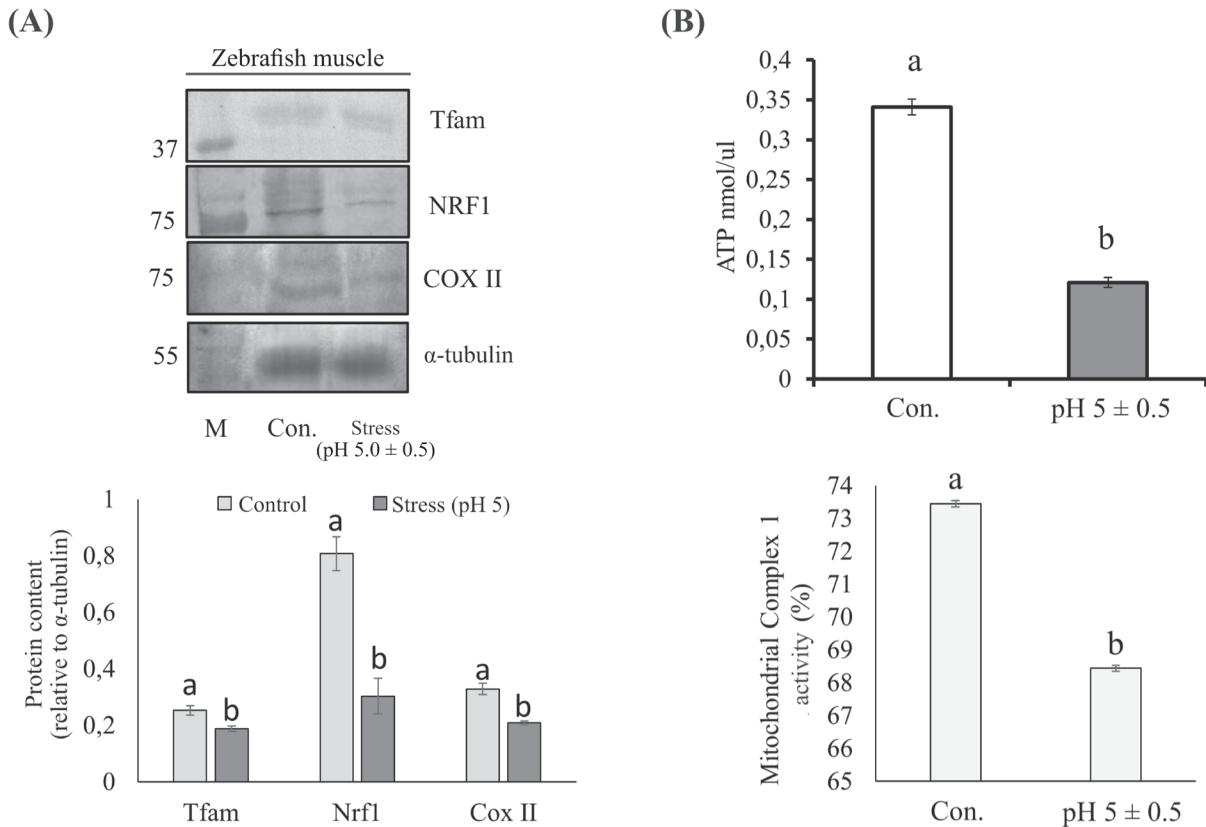 (A)
Zebrafish muscle
Tfam
37
NRF1
75
COX II
75
α-tubulin
55
M Con. Stress
(pH 5.0 ± 0.5)
Protein content
(relative to α-tubulin)
1
0,8
0,6
0,4
0,2
0
Control Stress (pH 5)
a
b
a
b
a
b
Tfam Nrf1 Cox II
(B)
ATP nmol/ul
0,4
0,35
0,3
0,25
0,2
0,15
0,1
0,05
0
a
b
Con. pH 5 ± 0.5
Mitochondrial Complex 1
activity (%)
74
73
72
71
70
69
68
67
66
65
a
b
Con. pH 5 ± 0.5